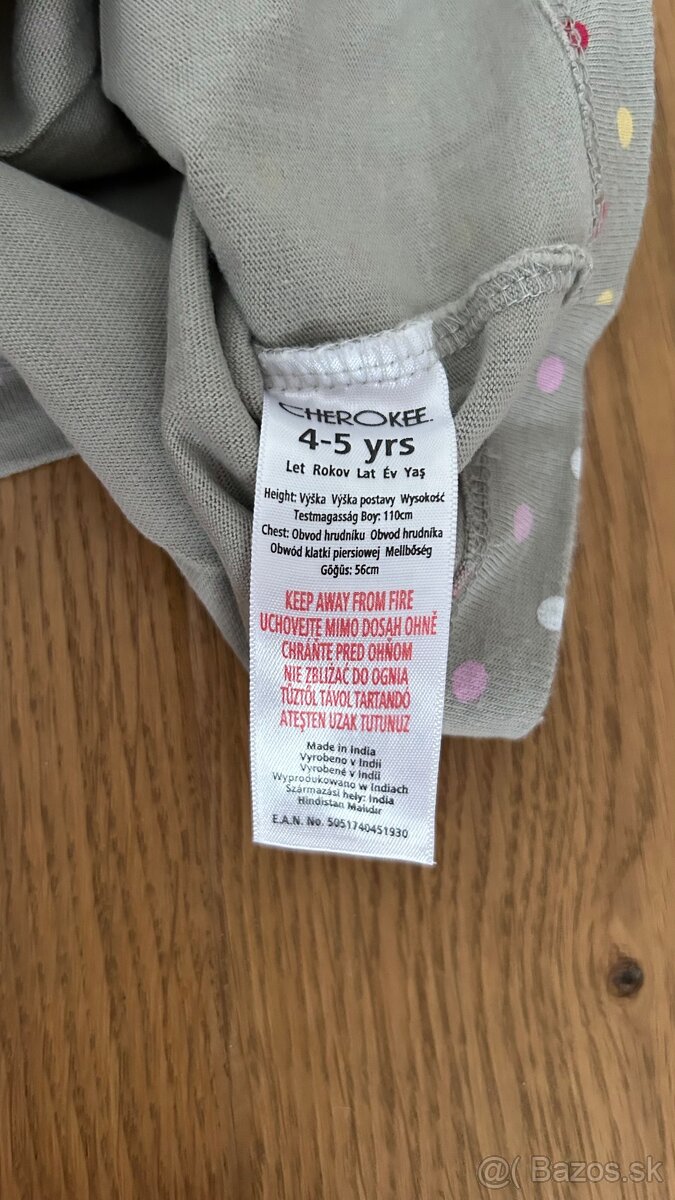 CHEROKEE
4-5 yrs
Let Rokov Lat Év Yaş
Height: Výška Výška postavy Wysokość
Testmagasság Boy: 110cm
Chest: Obvod hrudníku Obvod hrudníka
Obwód klatki piersiowej Mellbőség
Göğüs: 56cm
KEEP AWAY FROM FIRE
UCHOVEJTE MIMO DOSAH OHNĚ
CHRÁŇTE PRED OHŇOM
NIE ZBLIŻAĆ DO OGNIA
TŰZTŐL TÁVOL TARTANDÓ
ATEŞTEN UZAK TUTUNUZ
Made in India
Vyrobeno v Indii
Vyrobené v Indii
Wyprodukowano w Indiach
Származási hely: India
Hindistan Malıdır
E.A.N. No. 5051740451930
@( Bazos.sk